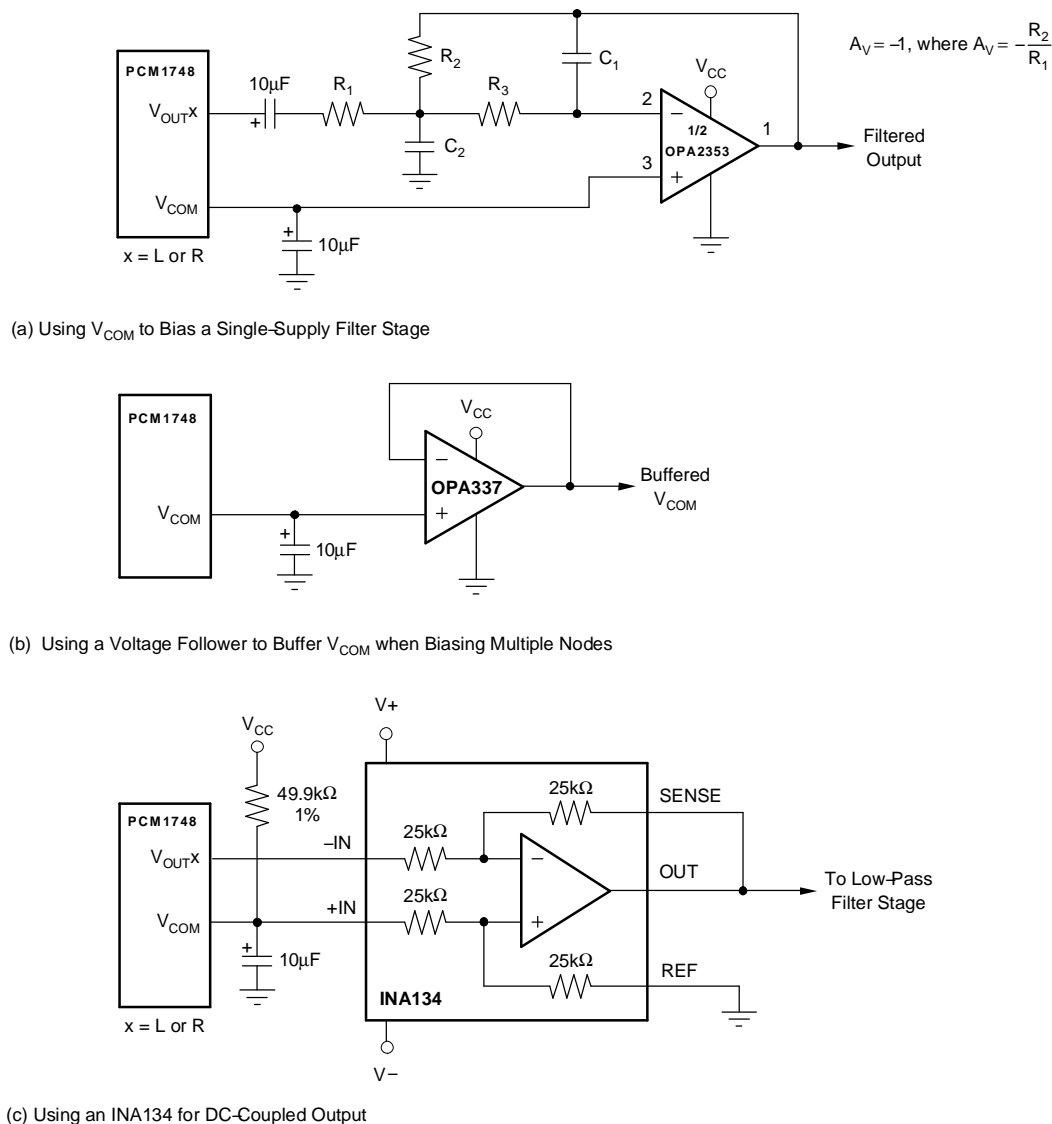 PCM1748
V_OUTx
V_COM
x = L or R
10μF
+
R_1
R_2
C_2
R_3
C_1
10μF
+
V_CC
2
−
1/2
OPA2353
3
+
1
Filtered
Output
A_V = −1, where A_V = −R_2/R_1
(a) Using V_COM to Bias a Single–Supply Filter Stage
PCM1748
V_COM
+
10μF
V_CC
−
OPA337
+
Buffered
V_COM
(b) Using a Voltage Follower to Buffer V_COM when Biasing Multiple Nodes
V+
V_CC
49.9kΩ
1%
PCM1748
V_OUTx
V_COM
x = L or R
+
10μF
−IN
+IN
25kΩ
25kΩ
25kΩ
25kΩ
−
+
INA134
SENSE
OUT
REF
To Low–Pass
Filter Stage
V−
(c) Using an INA134 for DC–Coupled Output